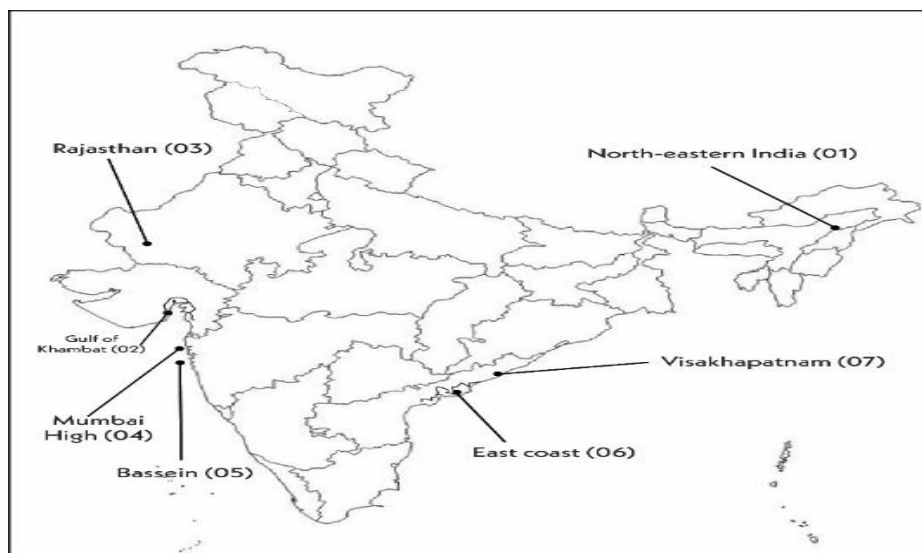 Rajasthan (03)
North-eastern India (01)
Gulf of
Khambat (02)
Mumbai
High (04)
Bassein (05)
Visakhapatnam (07)
East coast (06)